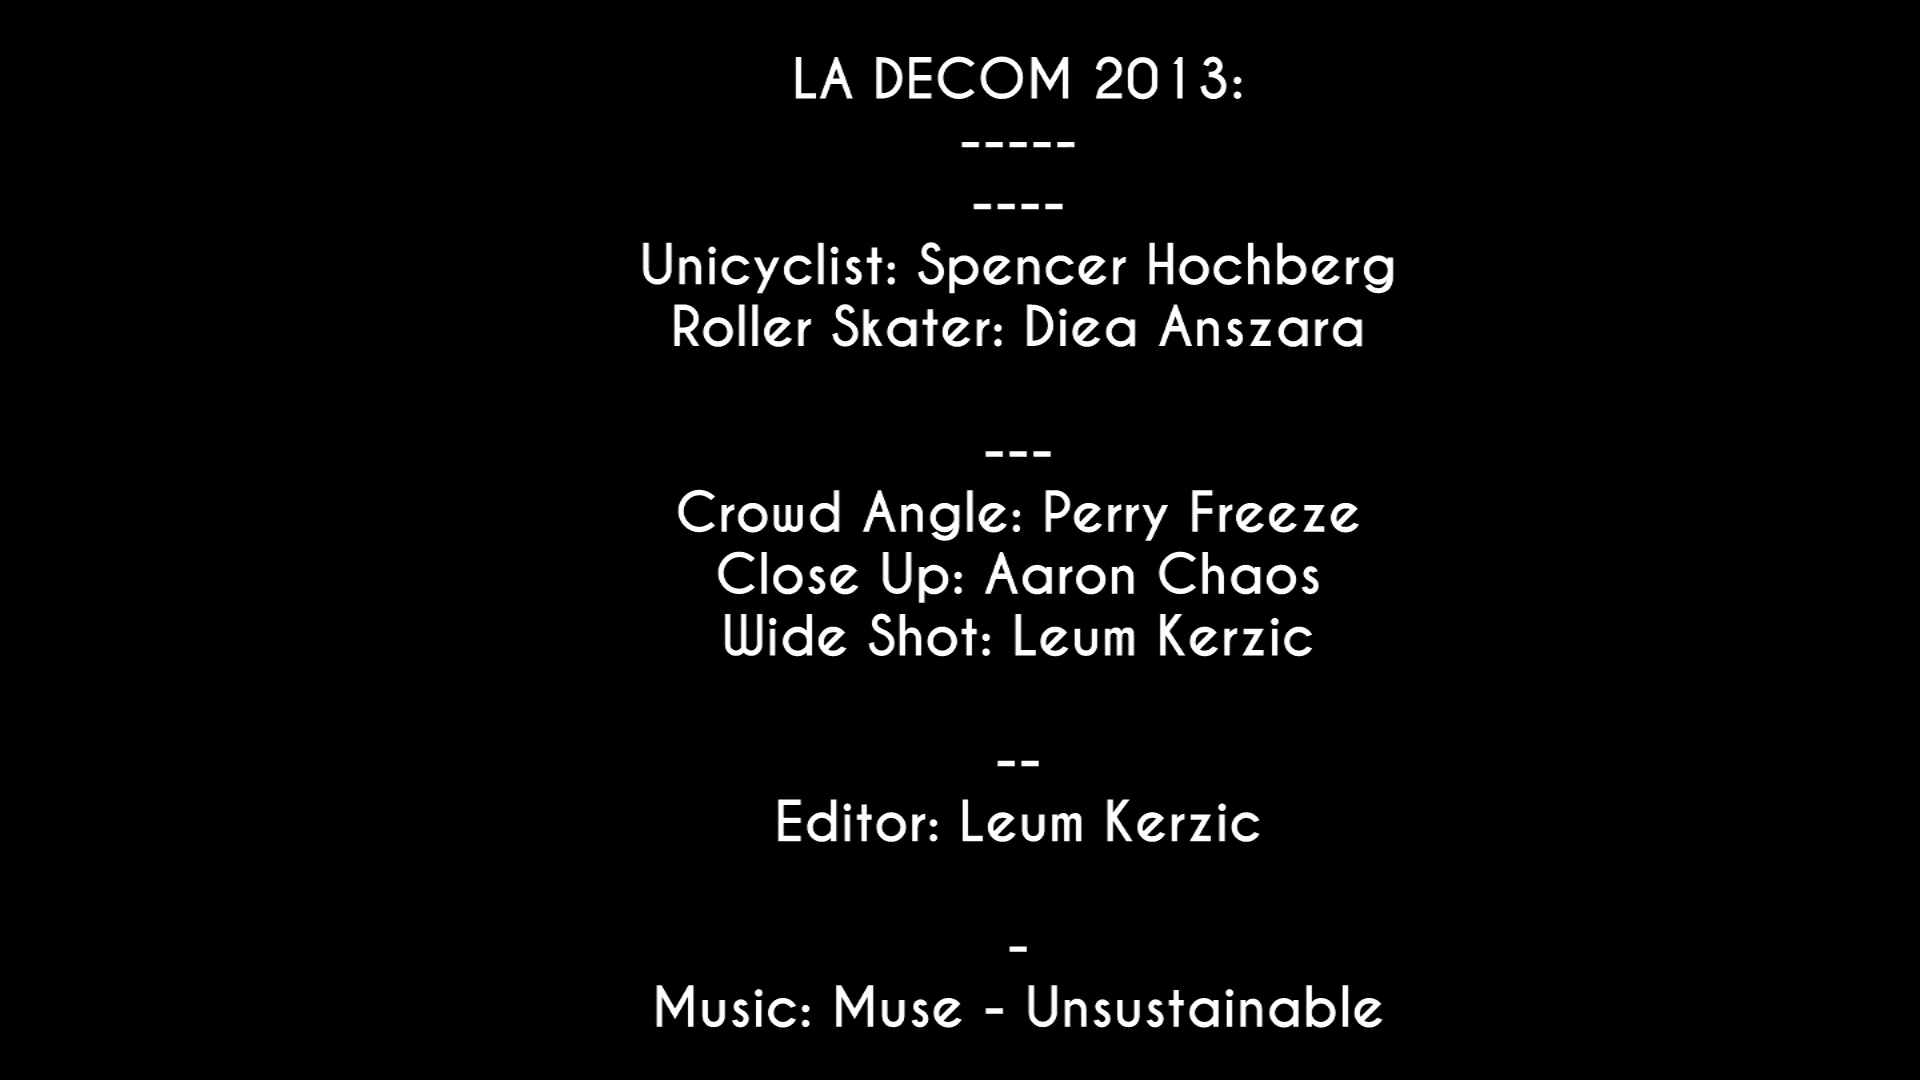 LA DECOM 2013:
-----
----
Unicyclist: Spencer Hochberg
Roller Skater: Diea Anszara
---
Crowd Angle: Perry Freeze
Close Up: Aaron Chaos
Wide Shot: Leum Kerzic
--
Editor: Leum Kerzic
-
Music: Muse - Unsustainable